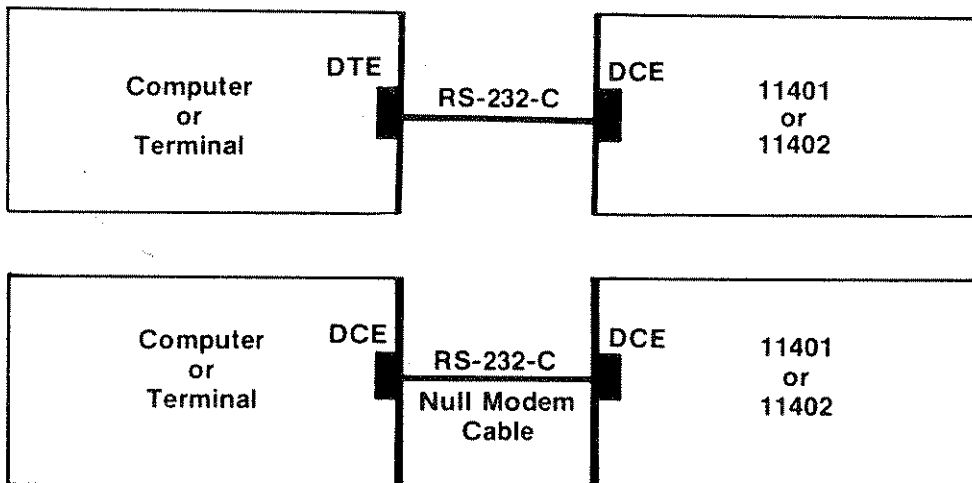 Computer
or
Terminal
DTE
RS-232-C
DCE
11401
or
11402
Computer
or
Terminal
DCE
RS-232-C
Null Modem
Cable
DCE
11401
or
11402